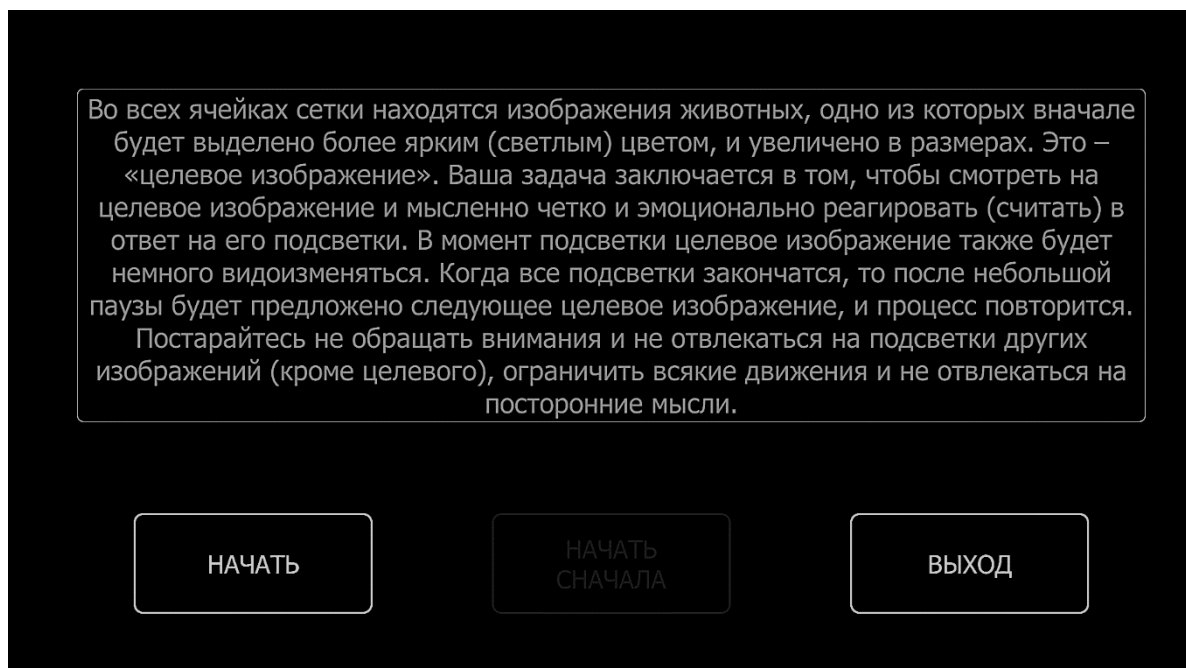 Во всех ячейках сетки находятся изображения животных, одно из которых вначале
будет выделено более ярким (светлым) цветом, и увеличено в размерах. Это –
«целевое изображение». Ваша задача заключается в том, чтобы смотреть на
целевое изображение и мысленно четко и эмоционально реагировать (считать) в
ответ на его подсветки. В момент подсветки целевое изображение также будет
немного видоизменяться. Когда все подсветки закончатся, то после небольшой
паузы будет предложено следующее целевое изображение, и процесс повторится.
Постарайтесь не обращать внимания и не отвлекаться на подсветки других
изображений (кроме целевого), ограничить всякие движения и не отвлекаться на
посторонние мысли.
НАЧАТЬ
НАЧАТЬ
СНАЧАЛА
ВЫХОД